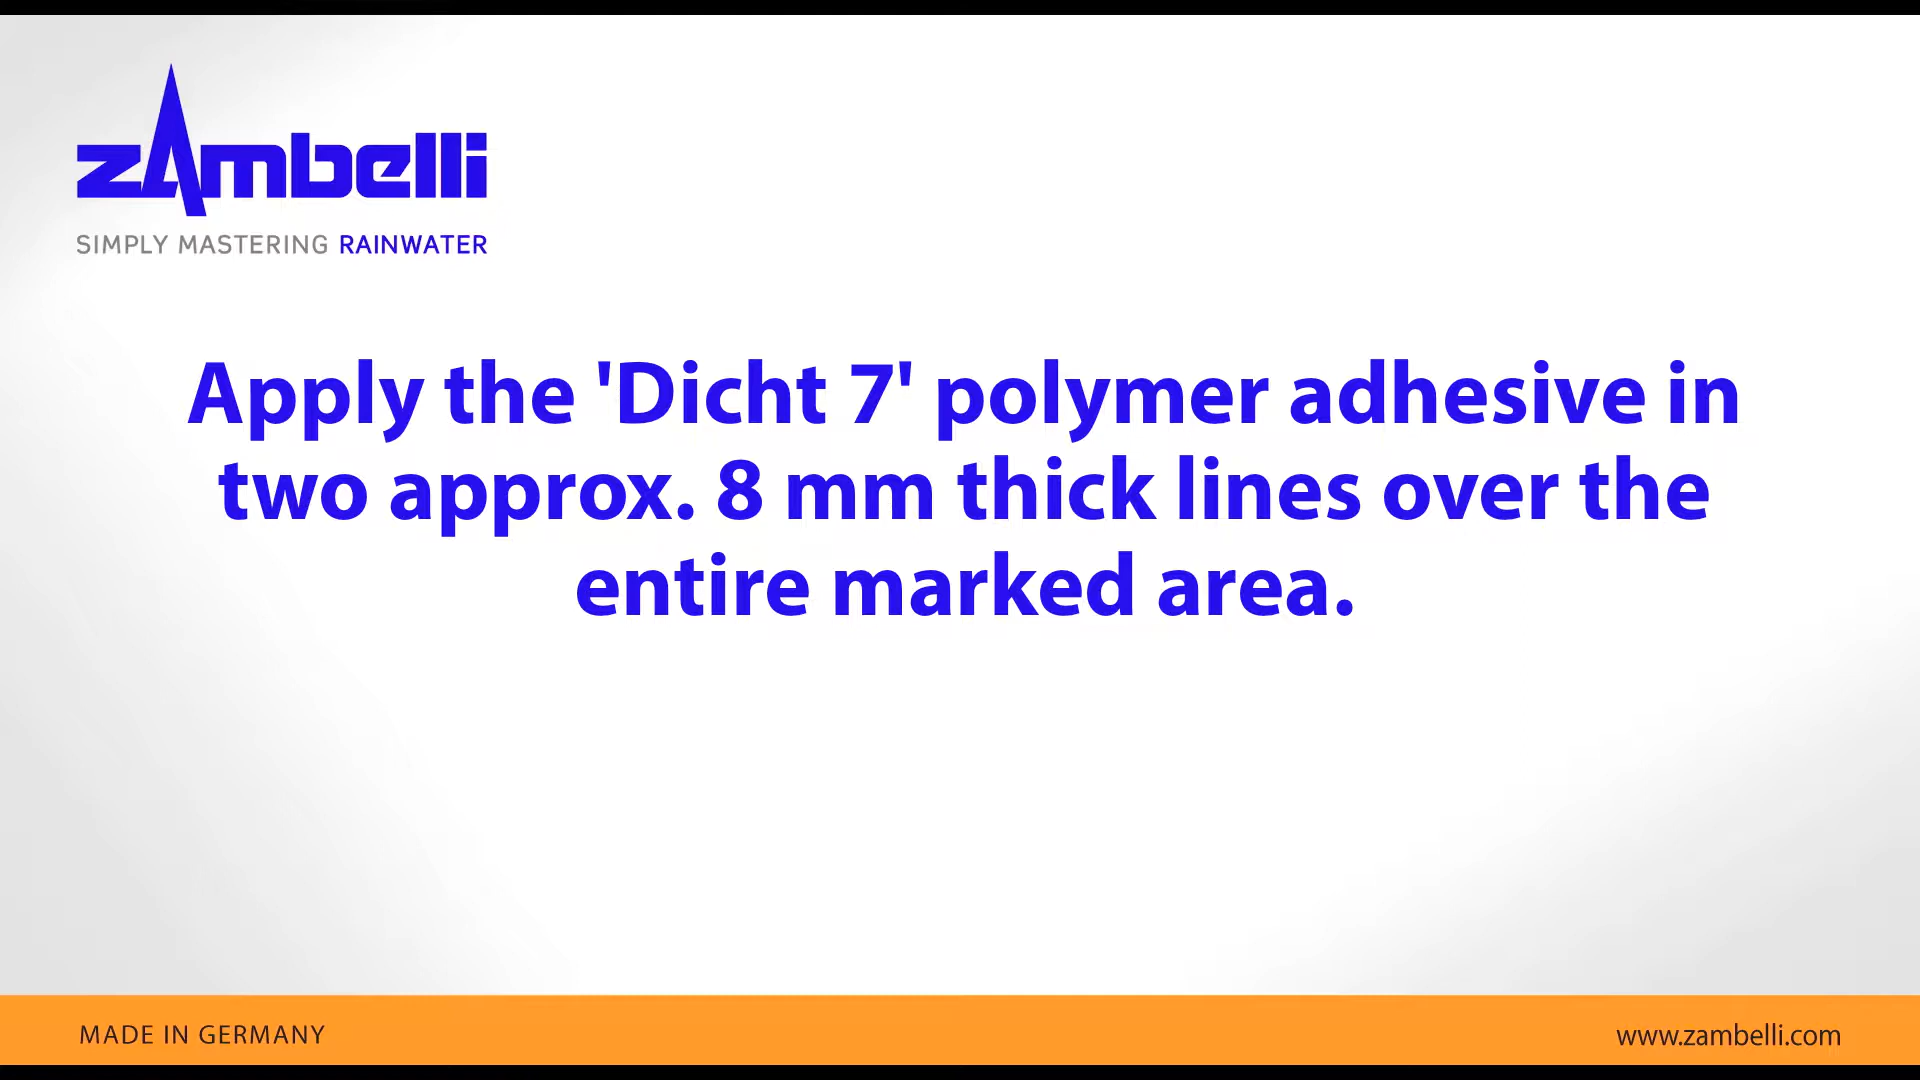 zAmbelli
SIMPLY MASTERING RAINWATER
Apply the 'Dicht 7' polymer adhesive in
two approx. 8 mm thick lines over the
entire marked area.
MADE IN GERMANY
www.zambelli.com